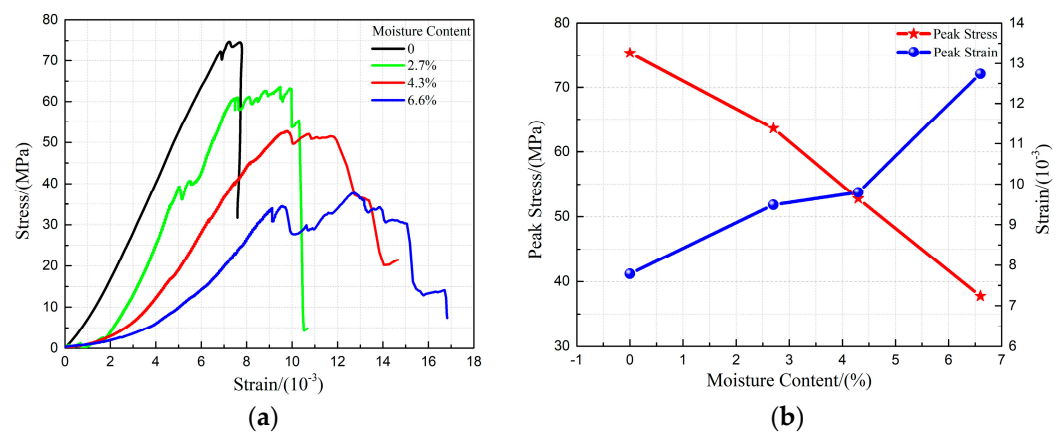 80
70
60
50
40
30
20
10
0
Stress/(MPa)
Moisture Content
0
2.7%
4.3%
6.6%
0 2 4 6 8 10 12 14 16 18
Strain/(10-3)
(a)
80
70
60
50
40
30
Peak Stress/(MPa)
Peak Stress
Peak Strain
14
13
12
11
10
9
8
7
6
Strain/(10-3)
-1 0 1 2 3 4 5 6 7
Moisture Content/(%)
(b)